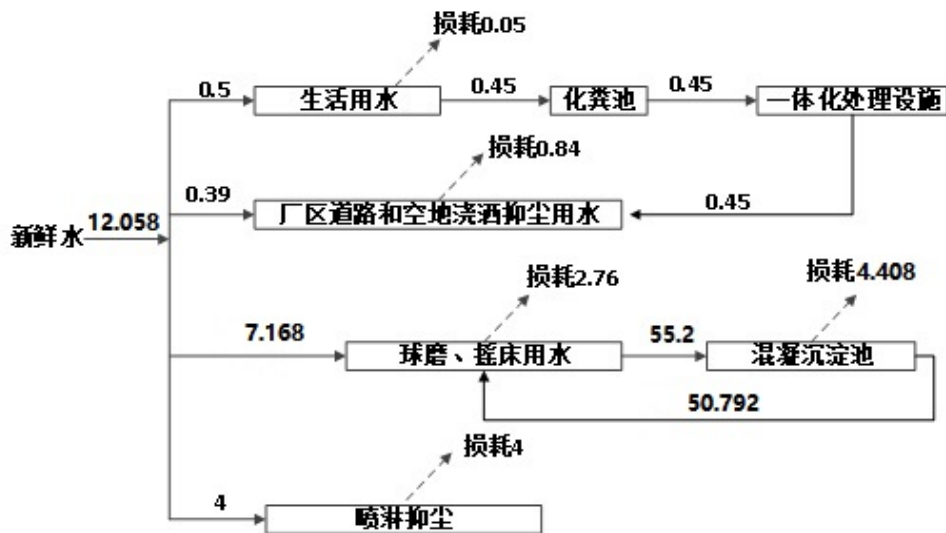 损耗0.05
0.5
生活用水
0.45
化粪池
0.45
一体化处理设施
损耗0.84
0.39
厂区道路和空地浇洒抑尘用水
0.45
新鲜水
12.058
损耗2.76
损耗4.408
7.168
球磨、摇床用水
55.2
混凝沉淀池
50.792
损耗4
4
喷淋抑尘